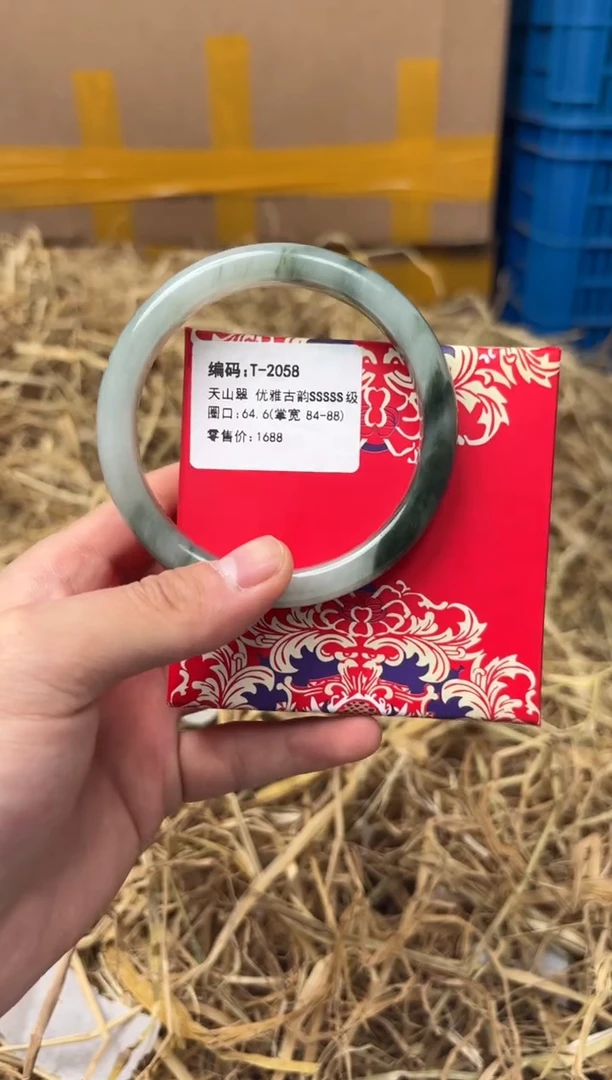 编码:T-2058
天山翠 优雅古韵SSSSS级
圈口:64.6(掌宽 84-88)
零售价:1688